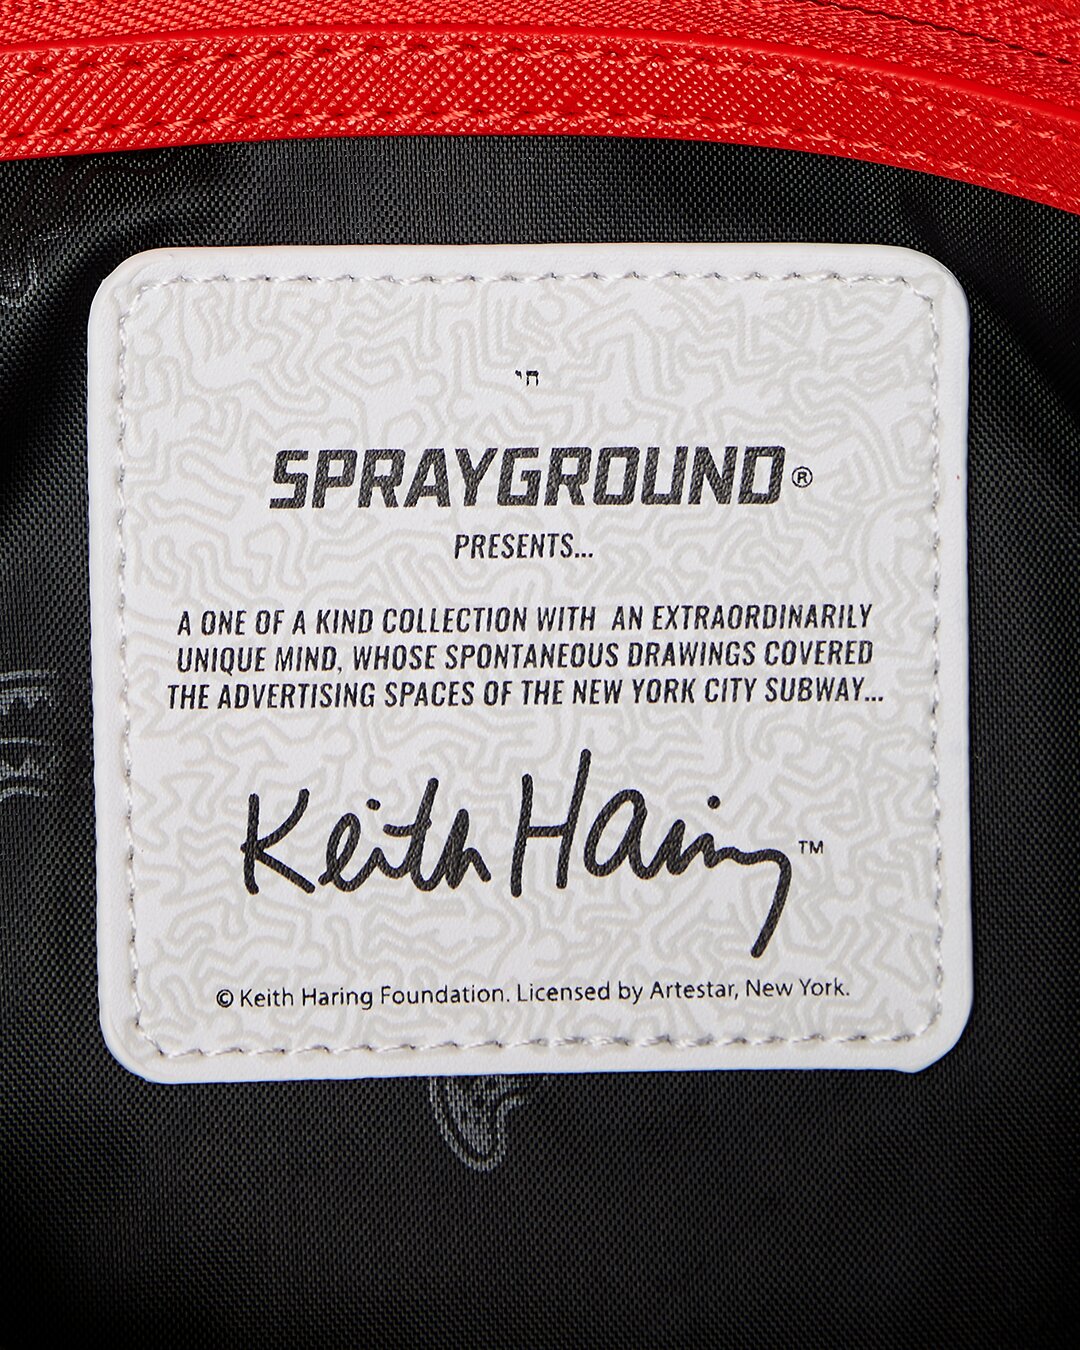 חי
SPRAYGROUND®
PRESENTS...
A ONE OF A KIND COLLECTION WITH AN EXTRAORDINARILY
UNIQUE MIND, WHOSE SPONTANEOUS DRAWINGS COVERED
THE ADVERTISING SPACES OF THE NEW YORK CITY SUBWAY...
Keith Haring™
© Keith Haring Foundation. Licensed by Artestar, New York.